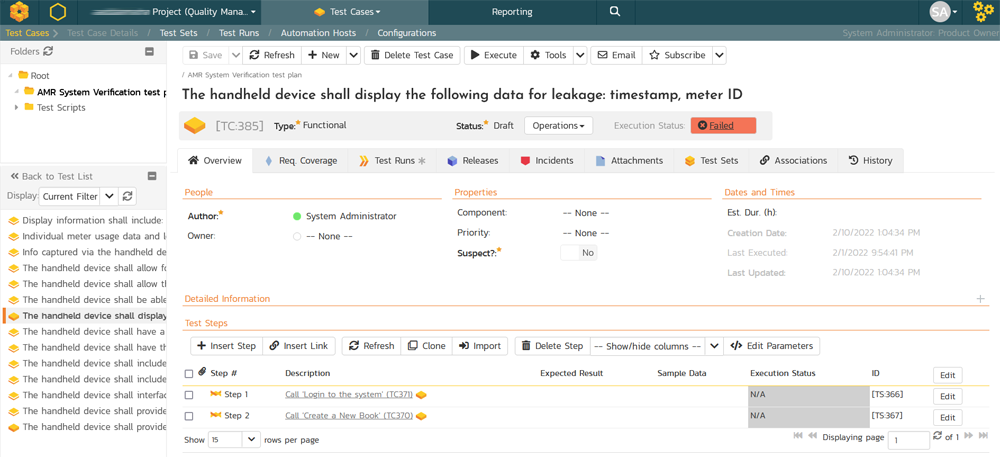 Project (Quality Mana...
Test Cases
Reporting
SA
Test Cases > Test Case Details / Test Sets / Test Runs / Automation Hosts / Configurations
System Administrator Product Owner
Folders
Root
AMR System Verification test p
Test Scripts
Save
Refresh
New
Delete Test Case
Execute
Tools
Email
Subscribe
/ AMR System Verification test plan
The handheld device shall display the following data for leakage: timestamp, meter ID
[TC:385] Type:* Functional Status:* Draft Operations Execution Status: Failed
Overview
Req. Coverage
Test Runs
Releases
Incidents
Attachments
Test Sets
Associations
History
Back to Test List
Display: Current Filter
Display information shall include:
Individual meter usage data and l
Info captured via the handheld de
The handheld device shall allow fo
The handheld device shall allow th
The handheld device shall be able
The handheld device shall display
The handheld device shall have a
The handheld device shall have th
The handheld device shall include
The handheld device shall include
The handheld device shall interfac
The handheld device shall provide
The handheld device shall provide
People
Author:* System Administrator
Owner: -- None --
Properties
Component: -- None --
Priority: -- None --
Suspect?:* No
Dates and Times
Est. Dur. (h):
Creation Date: 2/10/2022 1:04:34 PM
Last Executed: 2/1/2022 9:54:41 PM
Last Updated: 2/10/2022 1:04:34 PM
Detailed Information
Test Steps
Insert Step
Insert Link
Refresh
Clone
Import
Delete Step
-- Show/hide columns --
Edit Parameters
Step # Description Expected Result Sample Data Execution Status ID Edit
Step 1 Call 'Login to the system' (TC371) N/A [TS:366] Edit
Step 2 Call 'Create a New Book' (TC370) N/A [TS:367] Edit
Show 15 rows per page
Displaying page 1 of 1